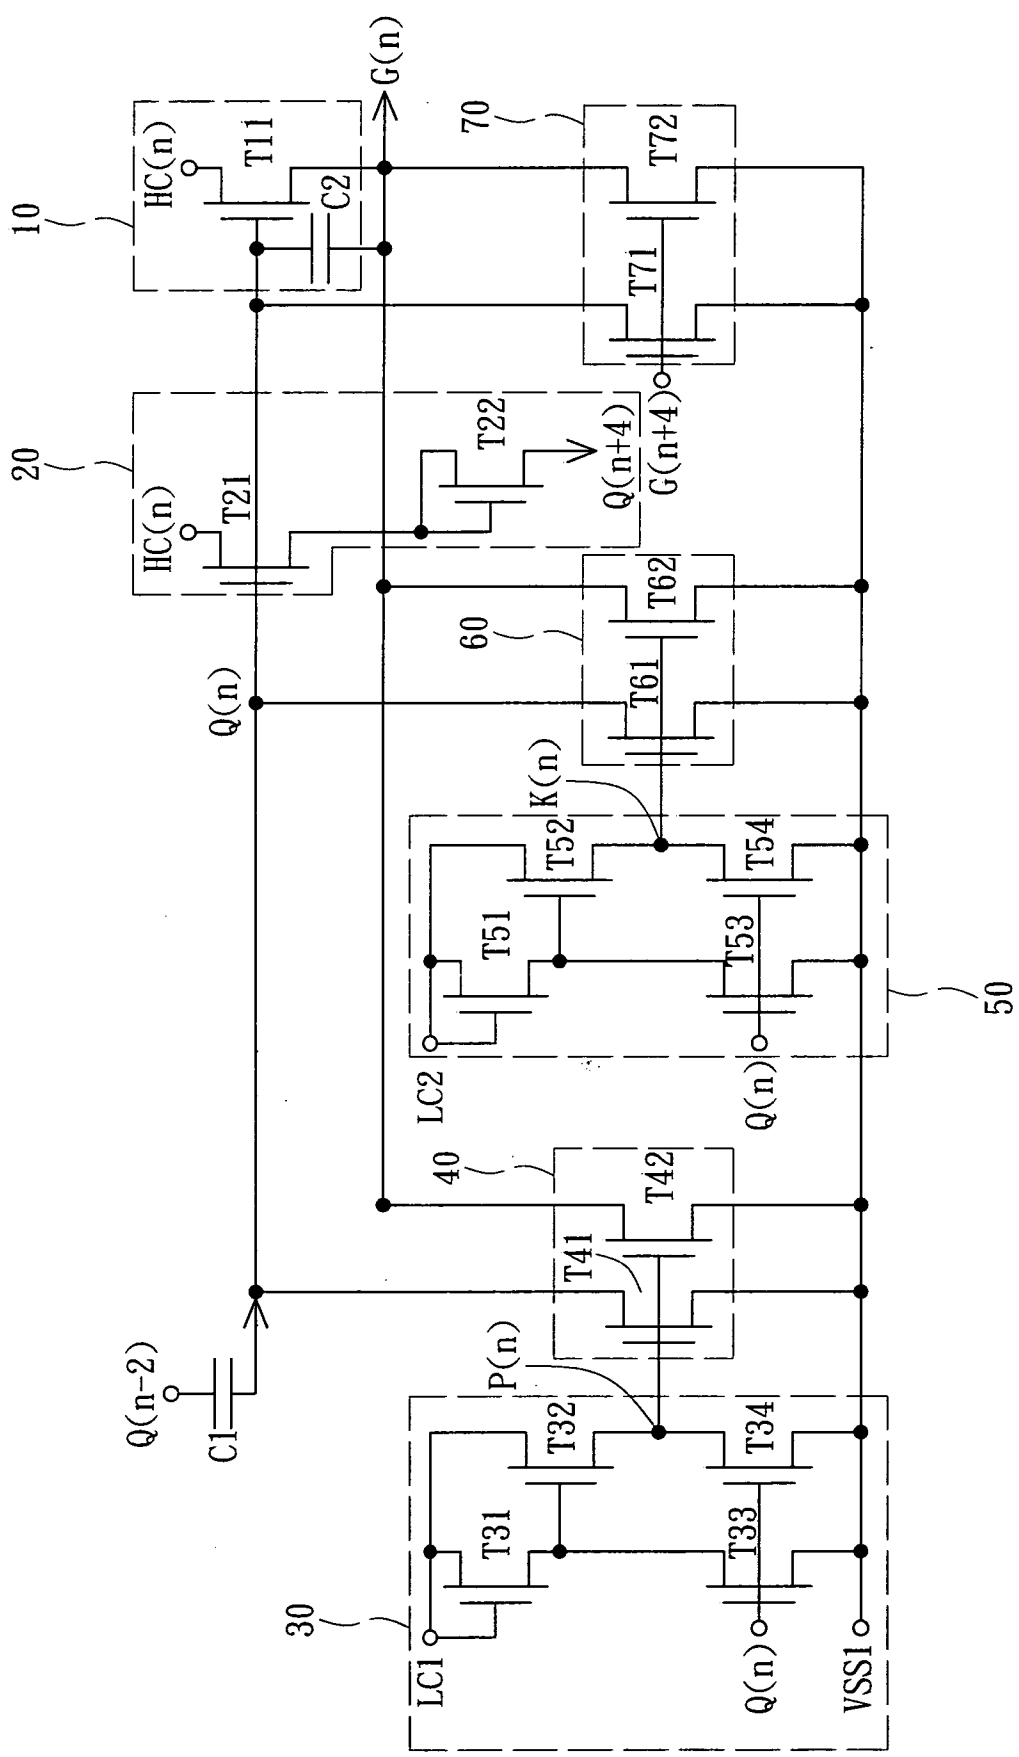 10
HC(n)
T11
C2
G(n)
20
HC(n)
T21
T22
Q(n+4)
G(n+4)
70
T71
T72
Q(n)
60
T61
T62
K(n)
LC2
T51
T52
T53
T54
Q(n)
50
Q(n-2)
C1
40
T41
T42
P(n)
30
LC1
T31
T32
T33
T34
Q(n)
VSS1